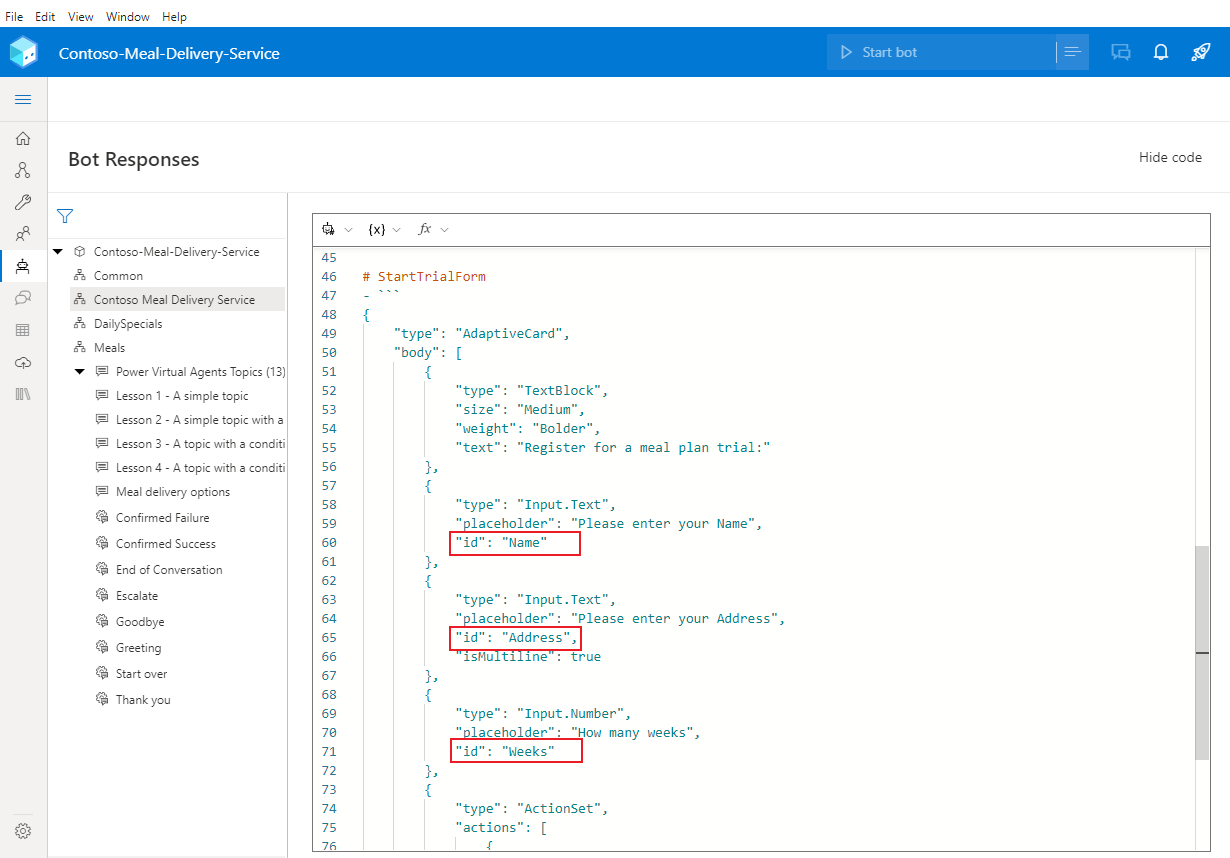 File Edit View Window Help
Contoso-Meal-Delivery-Service
Start bot
Bot Responses
Hide code
Contoso-Meal-Delivery-Service
Common
Contoso Meal Delivery Service
DailySpecials
Meals
Power Virtual Agents Topics (13)
Lesson 1 - A simple topic
Lesson 2 - A simple topic with a
Lesson 3 - A topic with a conditi
Lesson 4 - A topic with a conditi
Meal delivery options
Confirmed Failure
Confirmed Success
End of Conversation
Escalate
Goodbye
Greeting
Start over
Thank you
{x} fx
45
46 # StartTrialForm
47 - ```
48 {
49 "type": "AdaptiveCard",
50 "body": [
51 {
52 "type": "TextBlock",
53 "size": "Medium",
54 "weight": "Bolder",
55 "text": "Register for a meal plan trial:"
56 },
57 {
58 "type": "Input.Text",
59 "placeholder": "Please enter your Name",
60 "id": "Name"
61 },
62 {
63 "type": "Input.Text",
64 "placeholder": "Please enter your Address",
65 "id": "Address",
66 "isMultiline": true
67 },
68 {
69 "type": "Input.Number",
70 "placeholder": "How many weeks",
71 "id": "Weeks"
72 },
73 {
74 "type": "ActionSet",
75 "actions": [
76 {